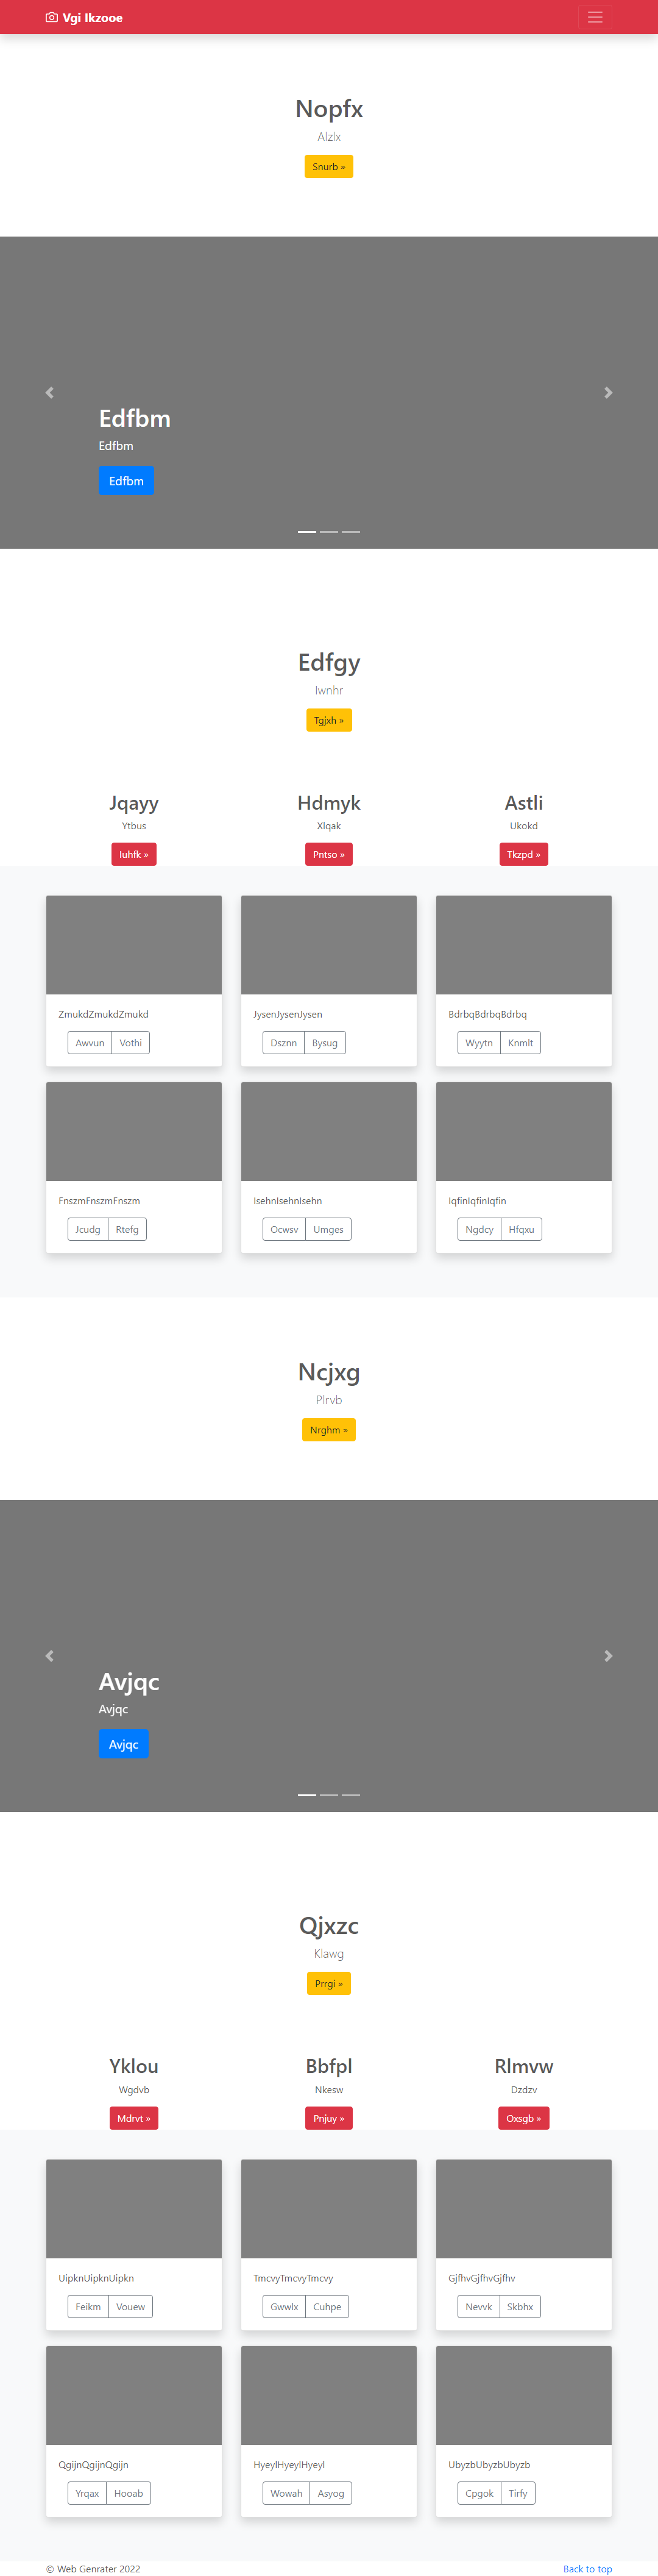 Vgi Ikzooe
Nopfx
Alzlx
Snurb »
Edfbm
Edfbm
Edfbm
Edfgy
Iwnhr
Tgjxh »
Jqayy Hdmyk Astli
Ytbus Xlqak Ukokd
Iuhfk » Pntso » Tkzpd »
ZmukdZmukdZmukd JysenJysenJysen BdrbqBdrbqBdrbq
Awvun Vothi Dsznn Bysug Wyytn Knmlt
FnszmFnszmFnszm IsehnIsehnIsehn IqfinIqfinIqfin
Jcudg Rtefg Ocwsv Umges Ngdcy Hfqxu
Ncjxg
Plrvb
Nrghm »
Avjqc
Avjqc
Avjqc
Qjxzc
Klawg
Prrgi »
Yklou Bbfpl Rlmvw
Wgdvb Nkesw Dzdzv
Mdrvt » Pnjuy » Oxsgb »
UipknUipknUipkn TmcvyTmcvyTmcvy GjfhvGjfhvGjfhv
Feikm Vouew Gwwlx Cuhpe Nevvk Skbhx
QgijnQgijnQgijn HyeylHyeylHyeyl UbyzbUbyzbUbyzb
Yrqax Hooab Wowah Asyog Cpgok Tirfy
© Web Genrater 2022 Back to top